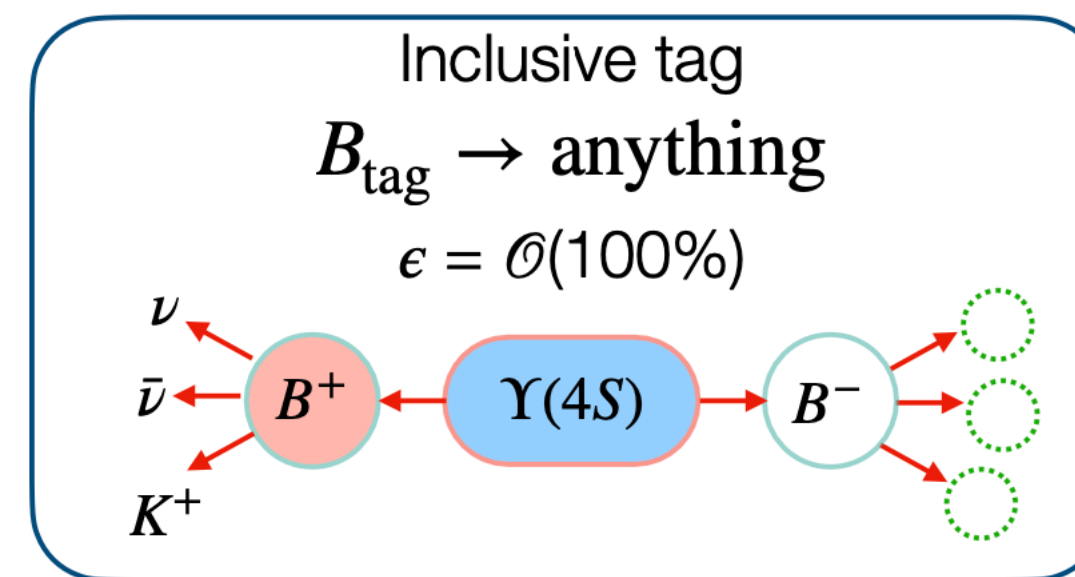 Inclusive tag
B_tag → anything
ϵ = 𝒪(100%)
ν
ν̄
B⁺
Υ(4S)
B⁻
K⁺